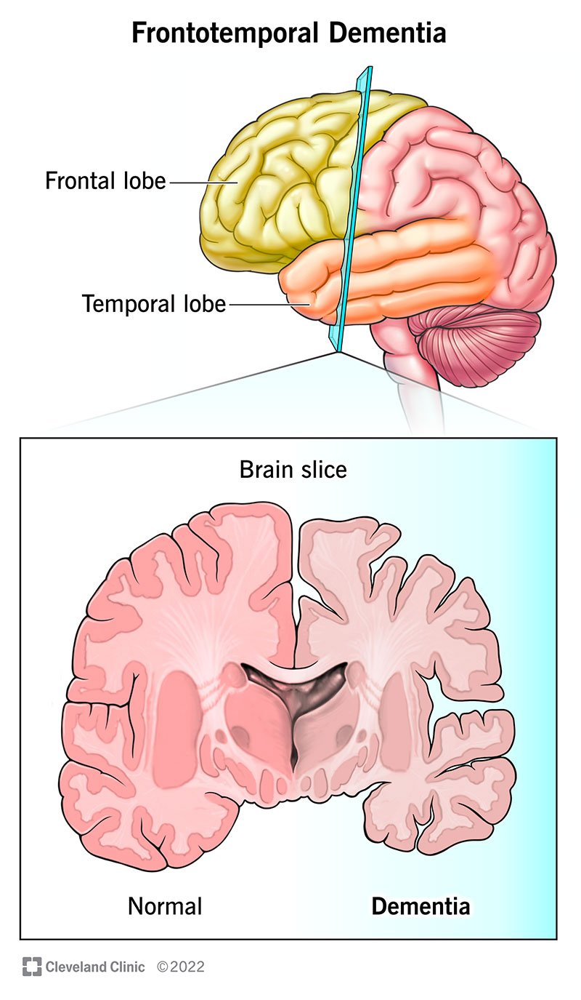 Frontotemporal Dementia
Frontal lobe
Temporal lobe
Brain slice
Normal
Dementia
Cleveland Clinic ©2022